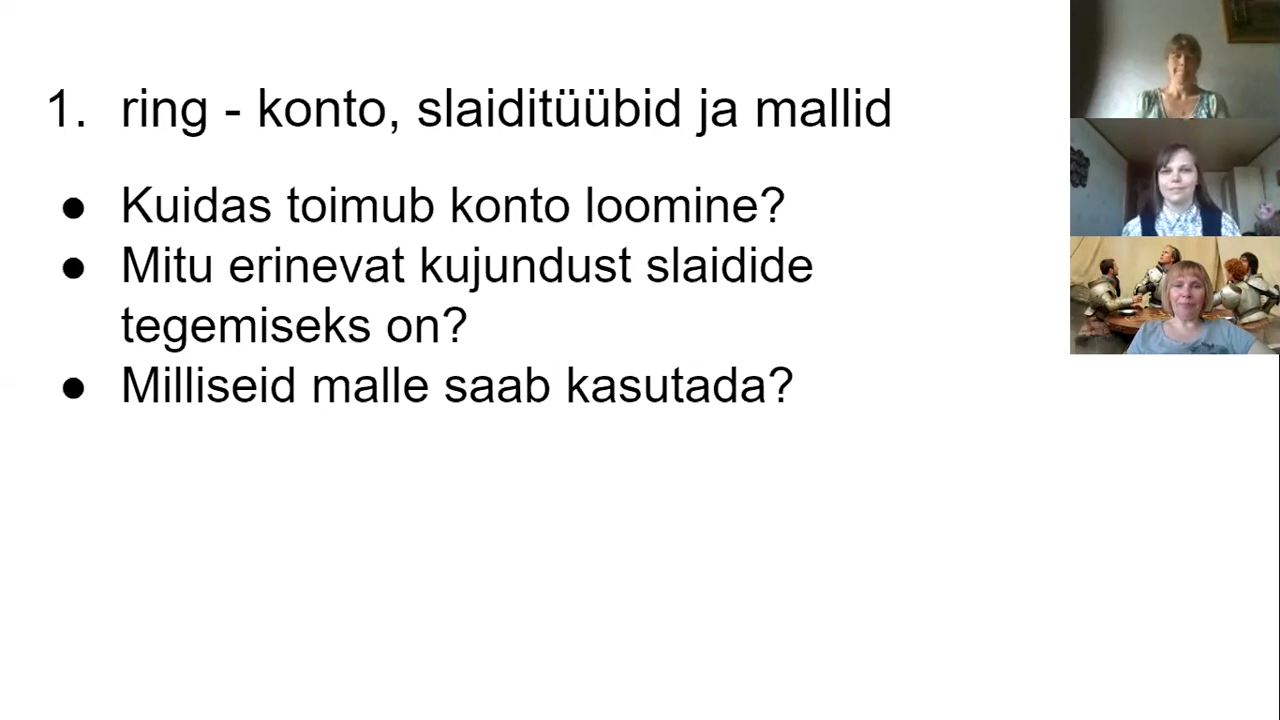 1. ring - konto, slaiditüübid ja mallid
● Kuidas toimub konto loomine?
● Mitu erinevat kujundust slaidide
tegemiseks on?
● Milliseid malle saab kasutada?